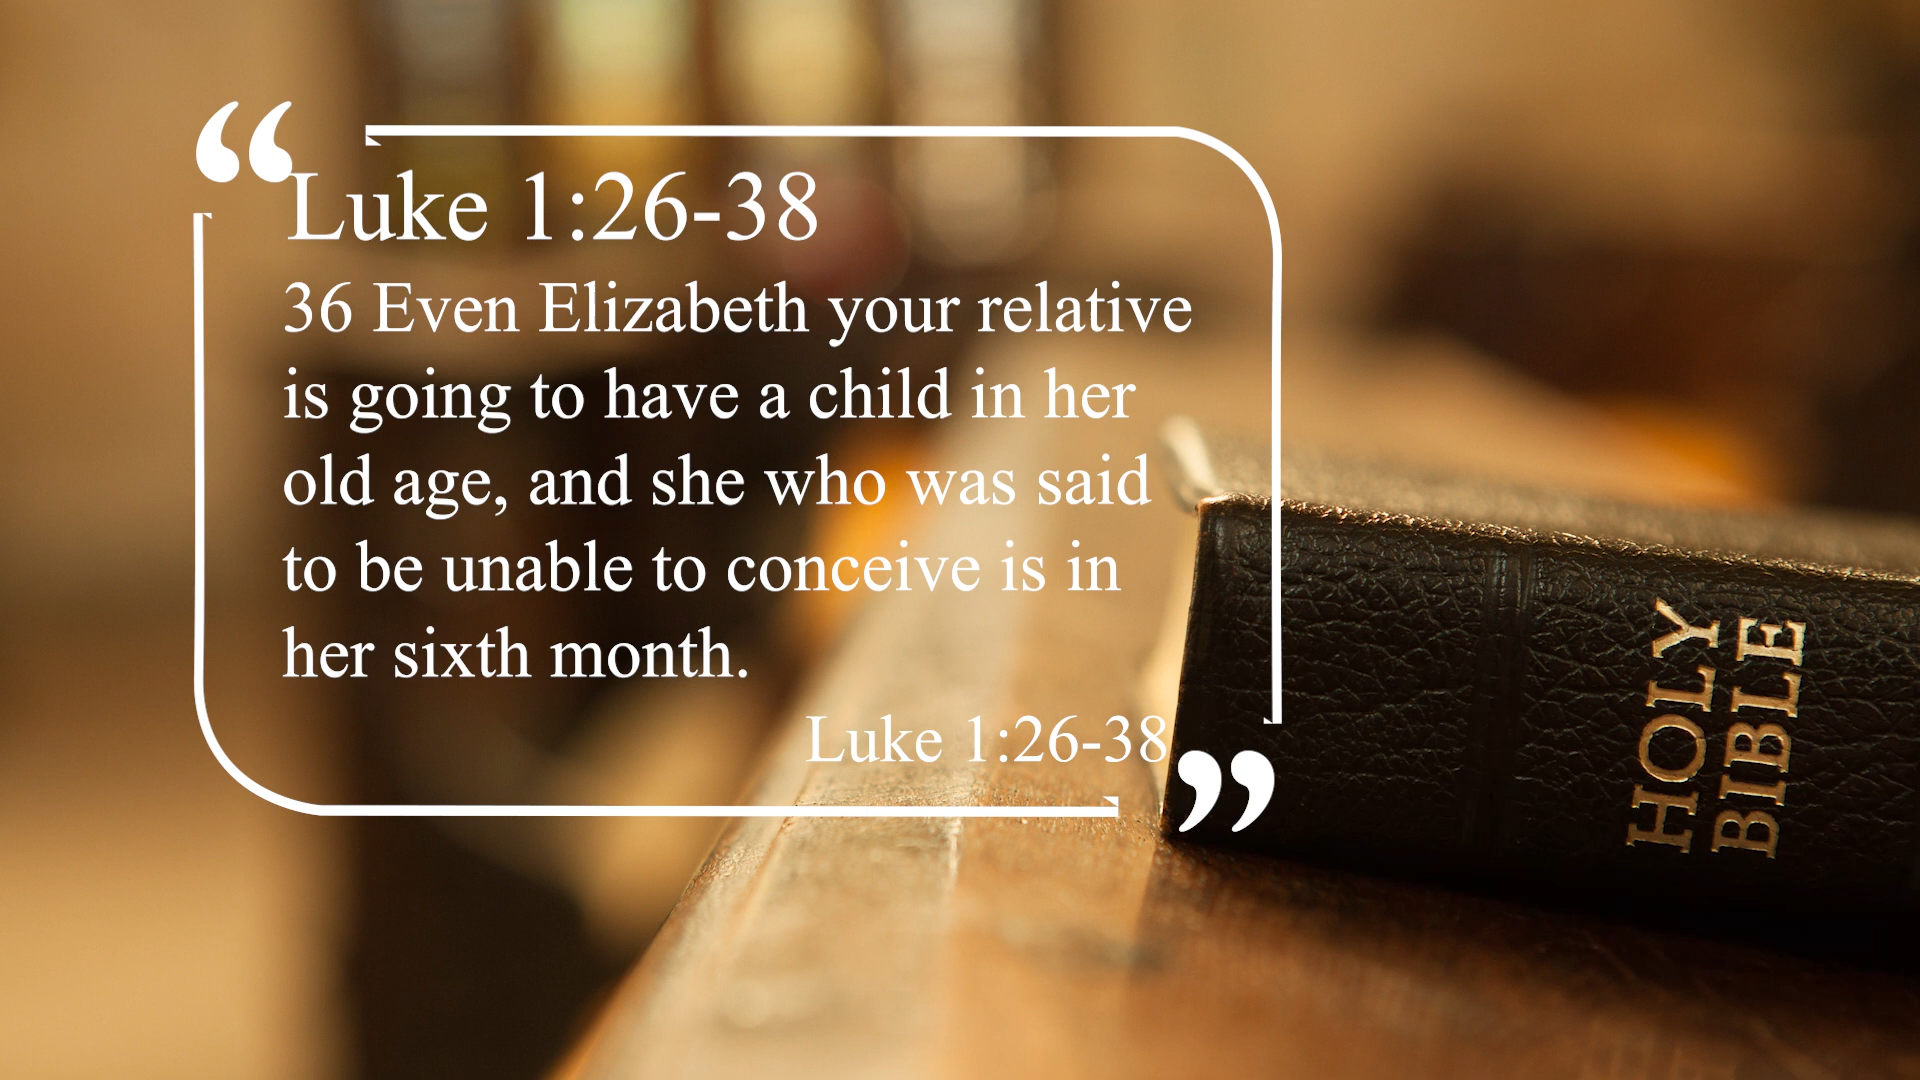 Luke 1:26-38
36 Even Elizabeth your relative
is going to have a child in her
old age, and she who was said
to be unable to conceive is in
her sixth month.
Luke 1:26-38
HOLY
BIBLE